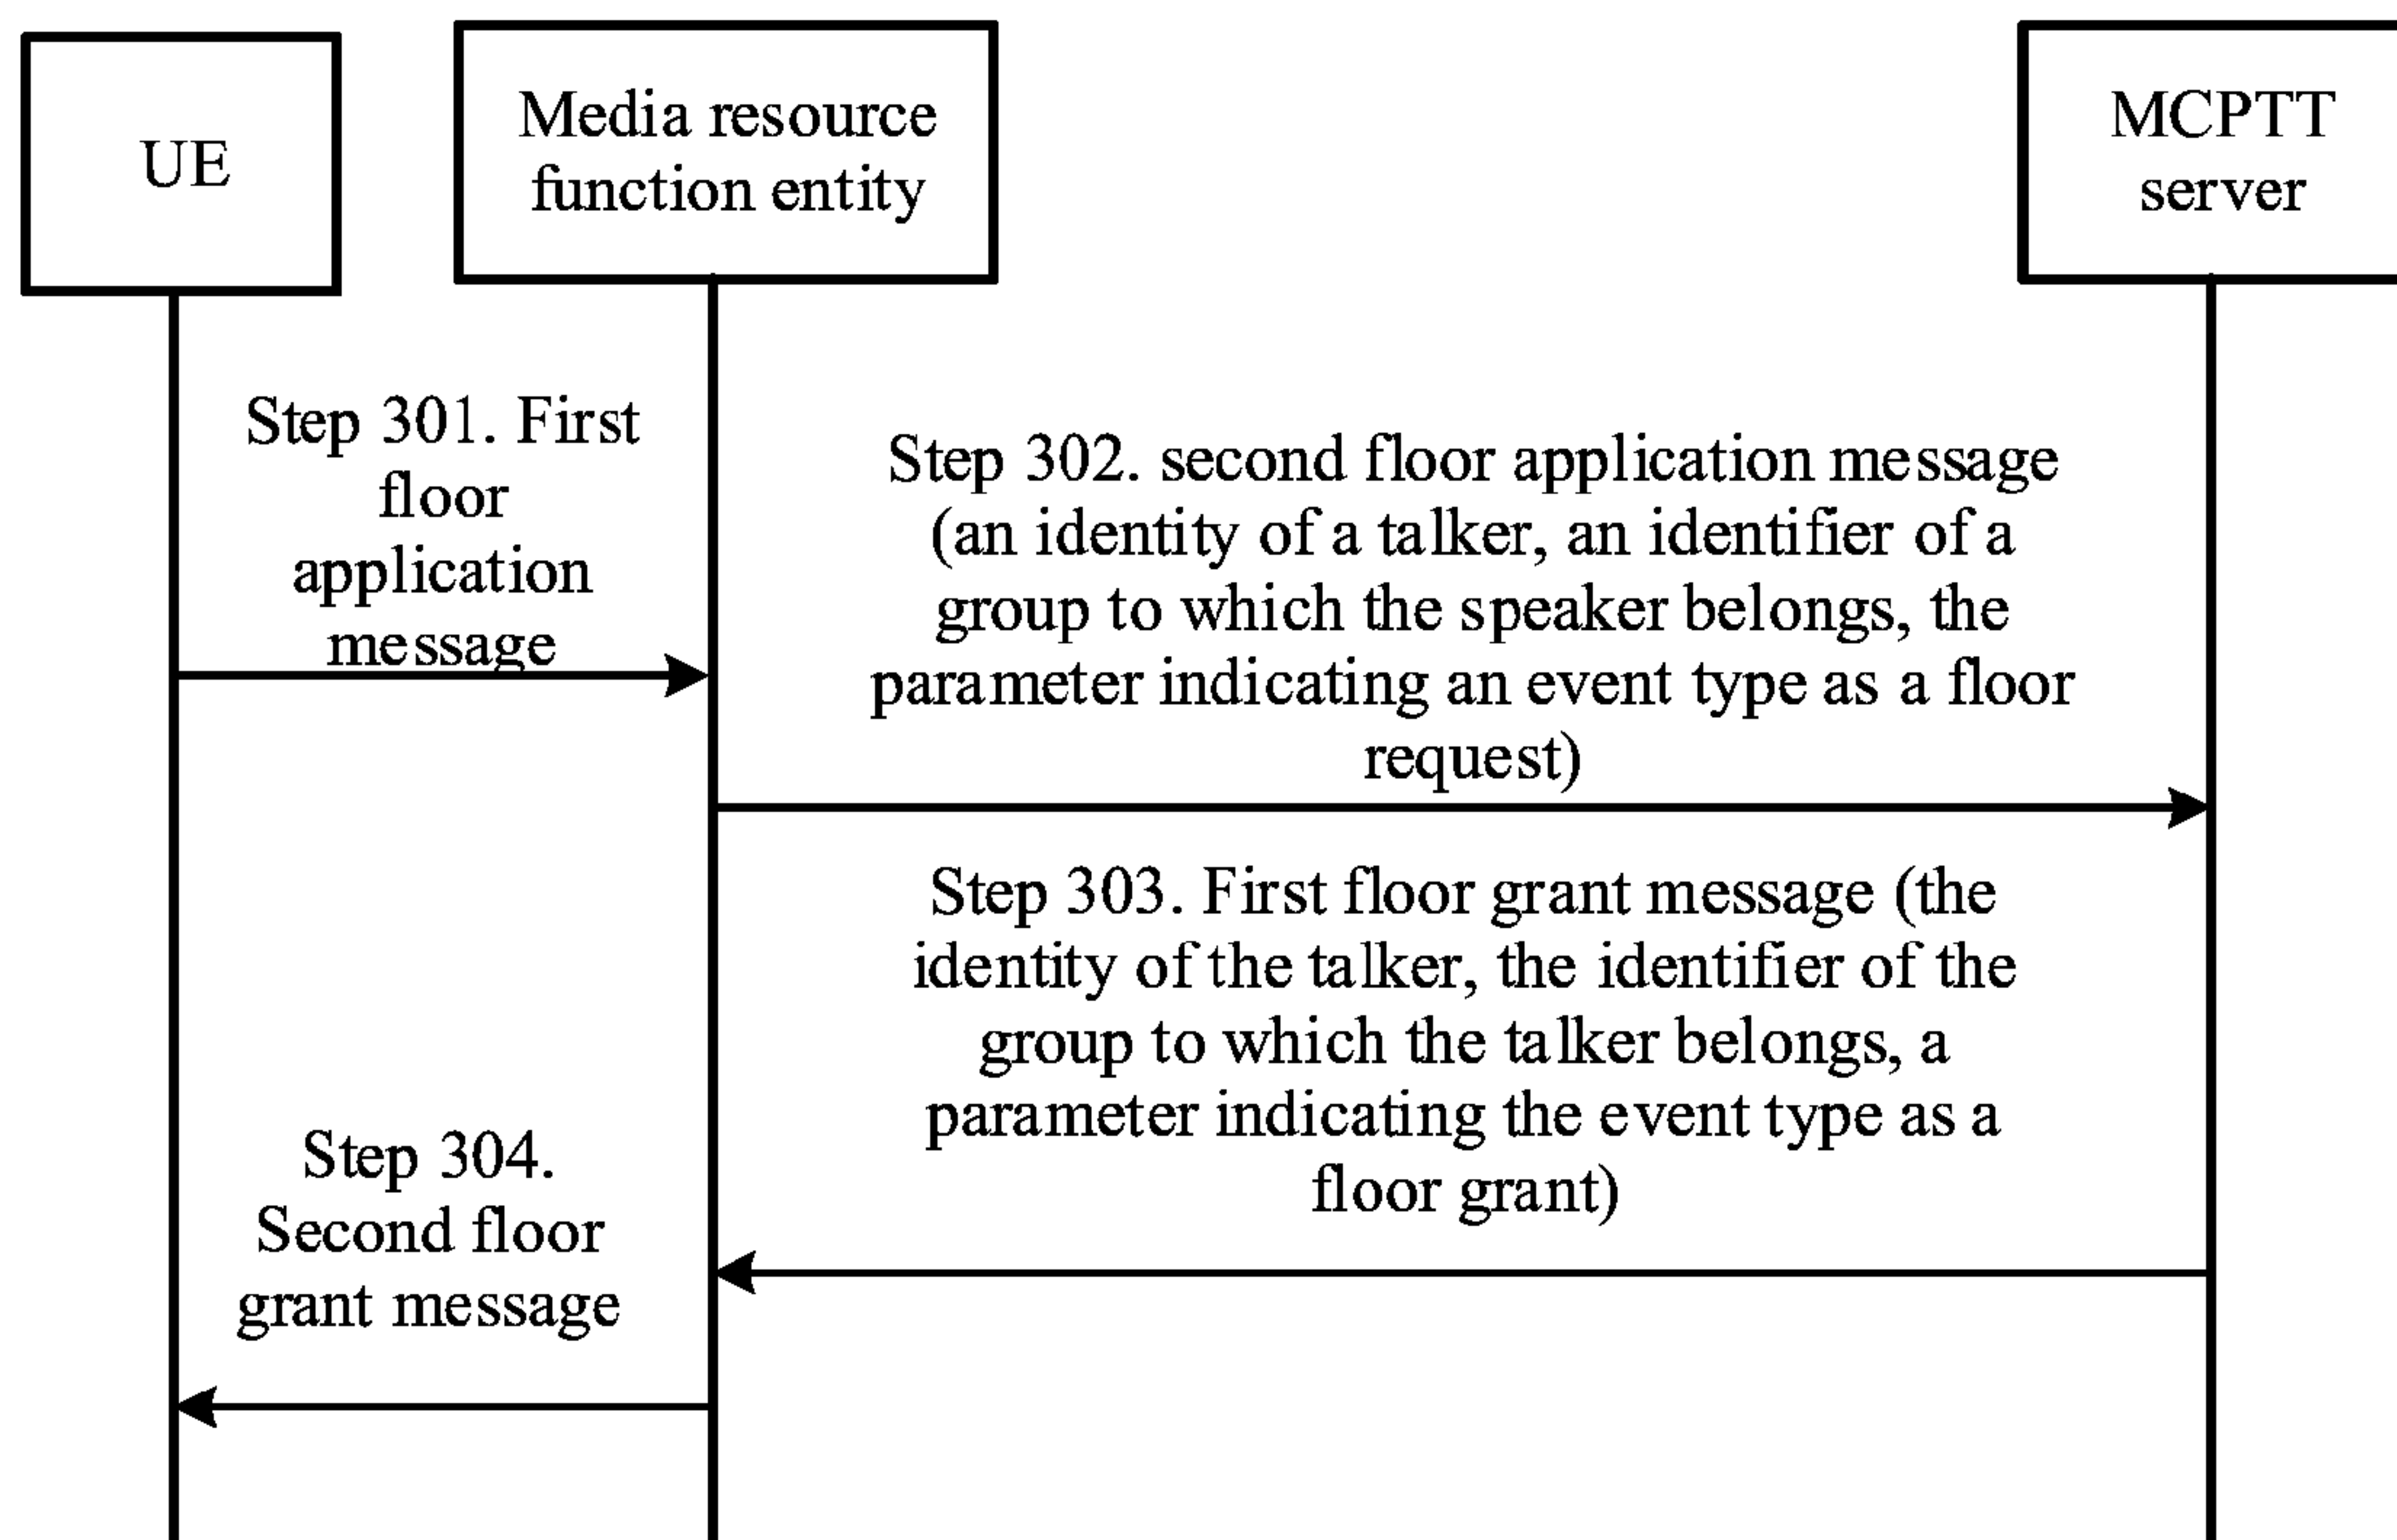 UE
Media resource
function entity
MCPTT
server
Step 301. First
floor
application
message
Step 302. second floor application message
(an identity of a talker, an identifier of a
group to which the speaker belongs, the
parameter indicating an event type as a floor
request)
Step 303. First floor grant message (the
identity of the talker, the identifier of the
group to which the talker belongs, a
parameter indicating the event type as a
floor grant)
Step 304.
Second floor
grant message